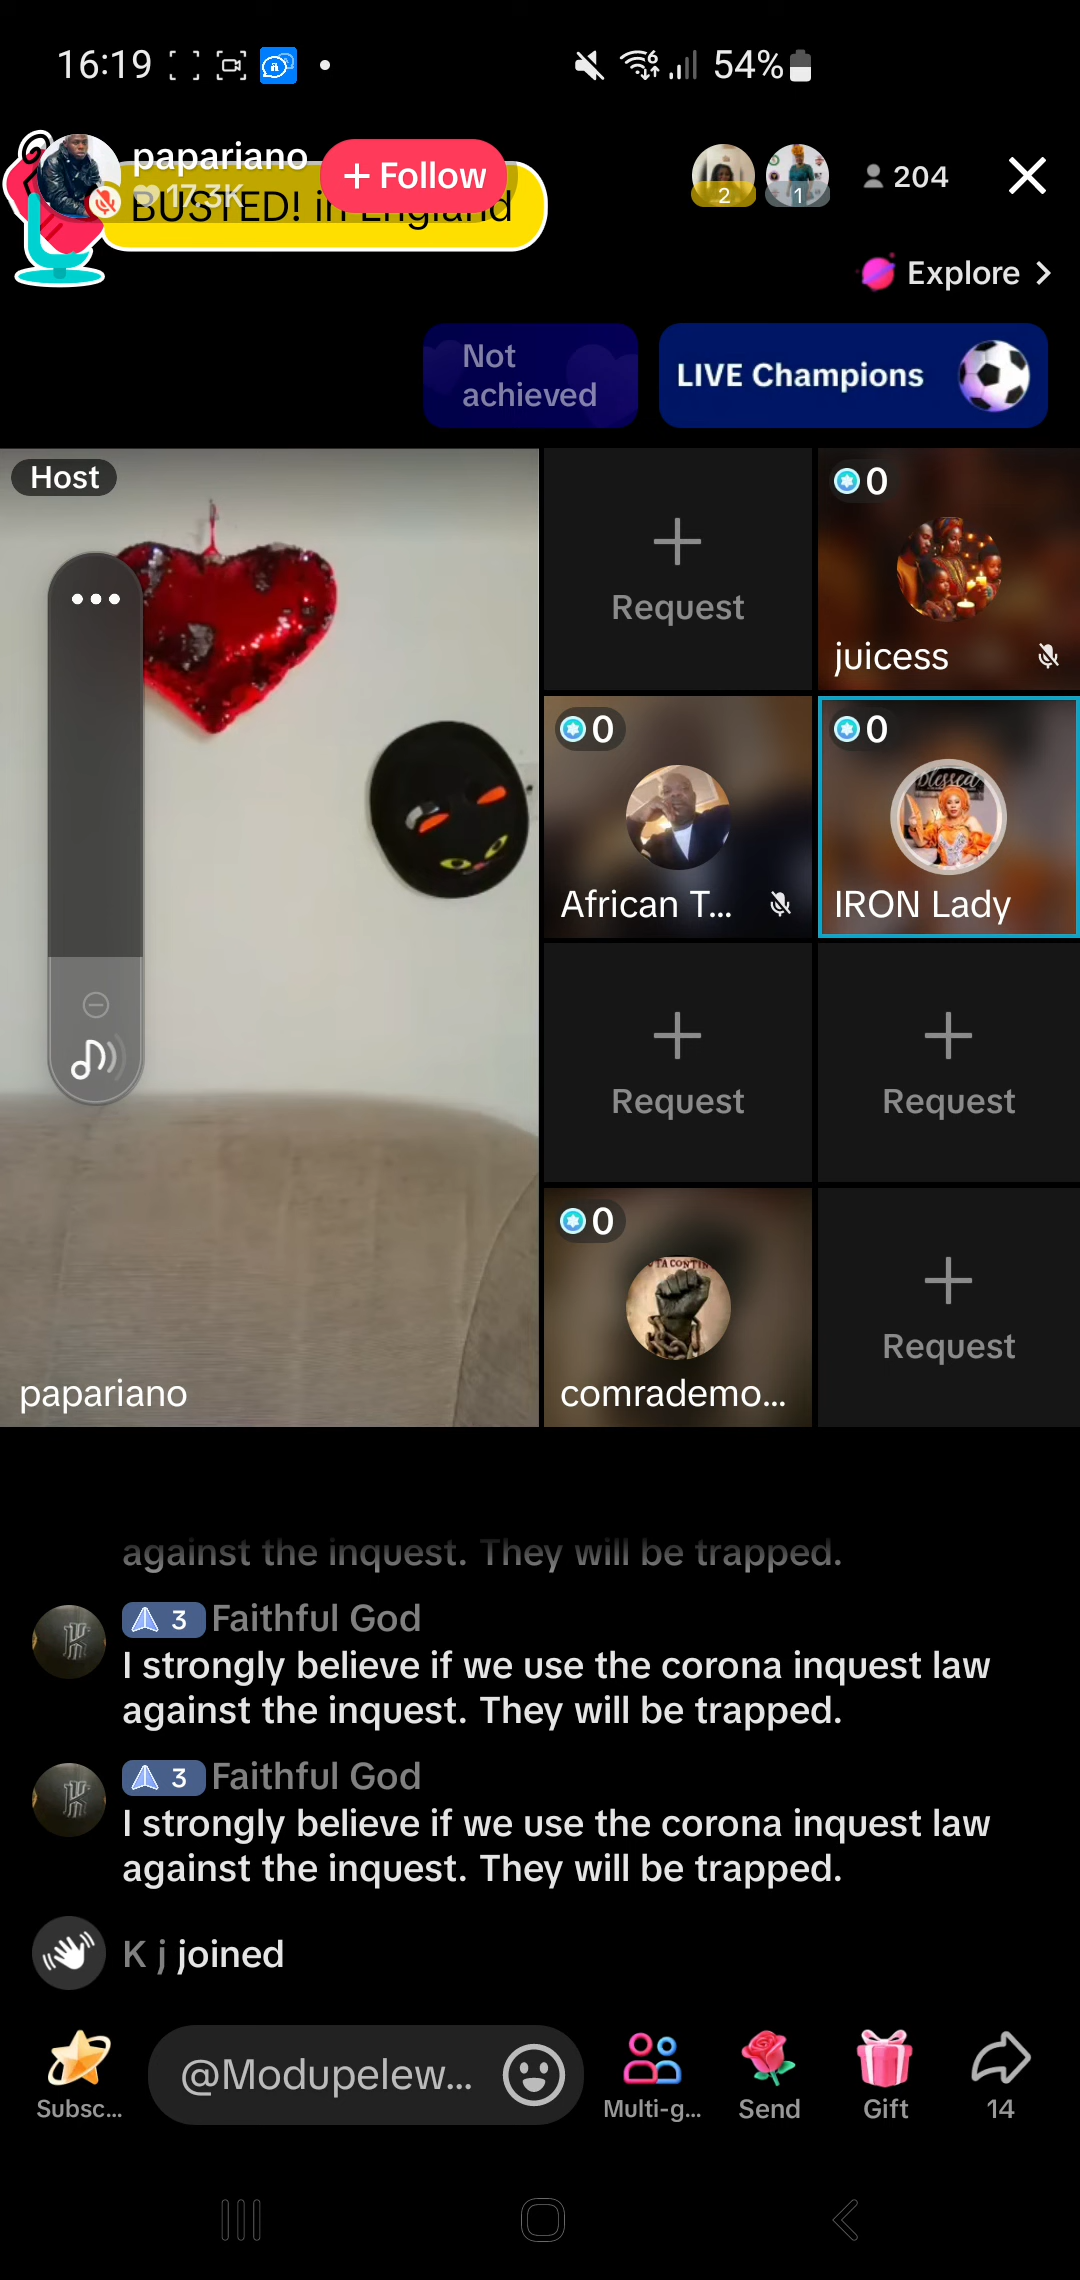 16:19
54%
papariano
17.3K
+ Follow
BUSTED! in England
2
1
204
Explore
Not
achieved
LIVE Champions
Host
Request
0
juicess
0
African T...
0
Blessed
IRON Lady
Request
Request
0
comrademo...
Request
papariano
against the inquest. They will be trapped.
3 Faithful God
I strongly believe if we use the corona inquest law
against the inquest. They will be trapped.
3 Faithful God
I strongly believe if we use the corona inquest law
against the inquest. They will be trapped.
K j joined
@Modupelew...
Subsc...
Multi-g...
Send
Gift
14